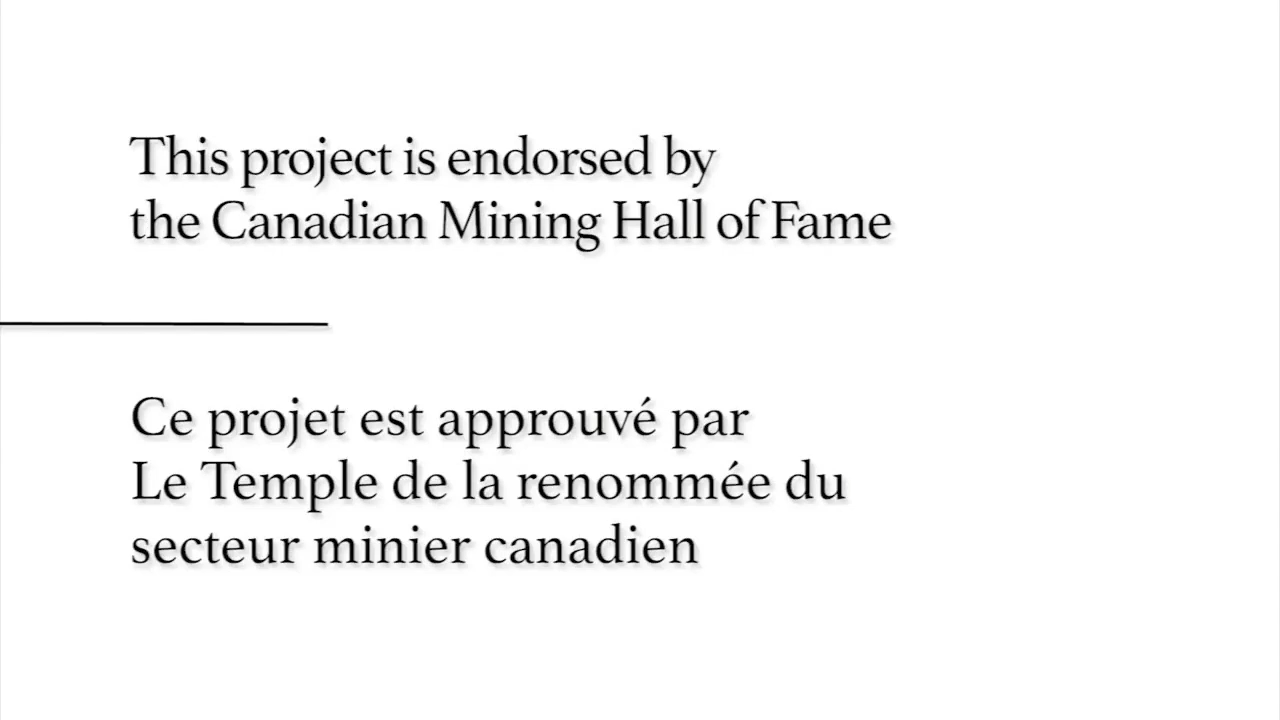 This project is endorsed by
the Canadian Mining Hall of Fame
Ce projet est approuvé par
Le Temple de la renommée du
secteur minier canadien